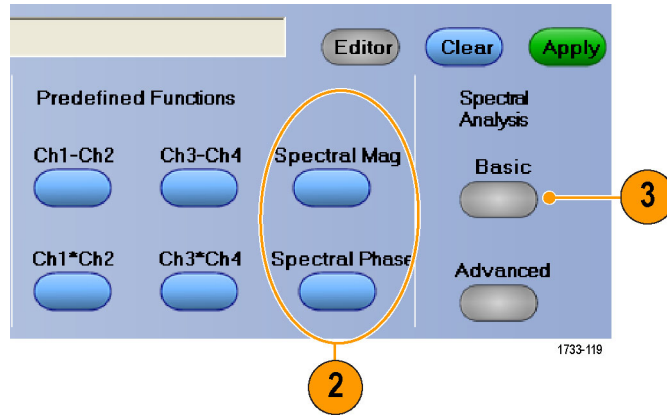 Editor Clear Apply
Predefined Functions
Spectral
Analysis
Ch1-Ch2 Ch3-Ch4 Spectral Mag
Basic
3
Ch1*Ch2 Ch3*Ch4 Spectral Phase
Advanced
1733-119
2